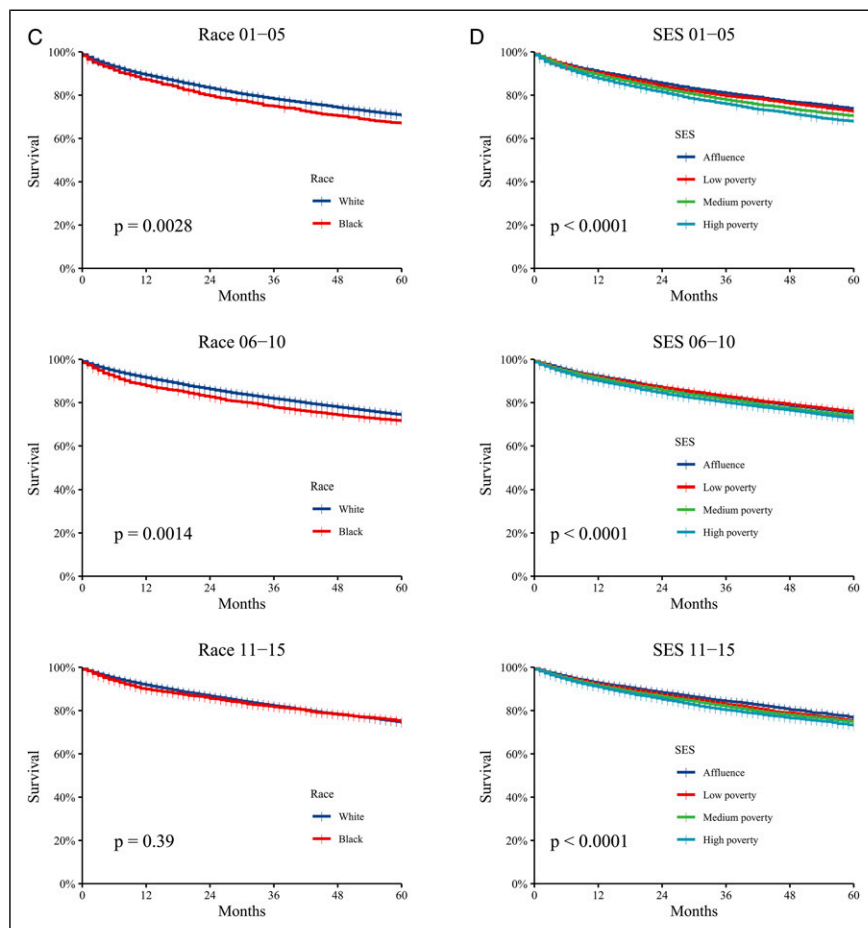 C
Race 01−05
100%
80%
60%
40%
20%
0%
Survival
Race
White
Black
p = 0.0028
0 12 24 36 48 60
Months
D
SES 01−05
100%
80%
60%
40%
20%
0%
Survival
SES
Affluence
Low poverty
Medium poverty
High poverty
p < 0.0001
0 12 24 36 48 60
Months
Race 06−10
100%
80%
60%
40%
20%
0%
Survival
Race
White
Black
p = 0.0014
0 12 24 36 48 60
Months
SES 06−10
100%
80%
60%
40%
20%
0%
Survival
SES
Affluence
Low poverty
Medium poverty
High poverty
p < 0.0001
0 12 24 36 48 60
Months
Race 11−15
100%
80%
60%
40%
20%
0%
Survival
Race
White
Black
p = 0.39
0 12 24 36 48 60
Months
SES 11−15
100%
80%
60%
40%
20%
0%
Survival
SES
Affluence
Low poverty
Medium poverty
High poverty
p < 0.0001
0 12 24 36 48 60
Months